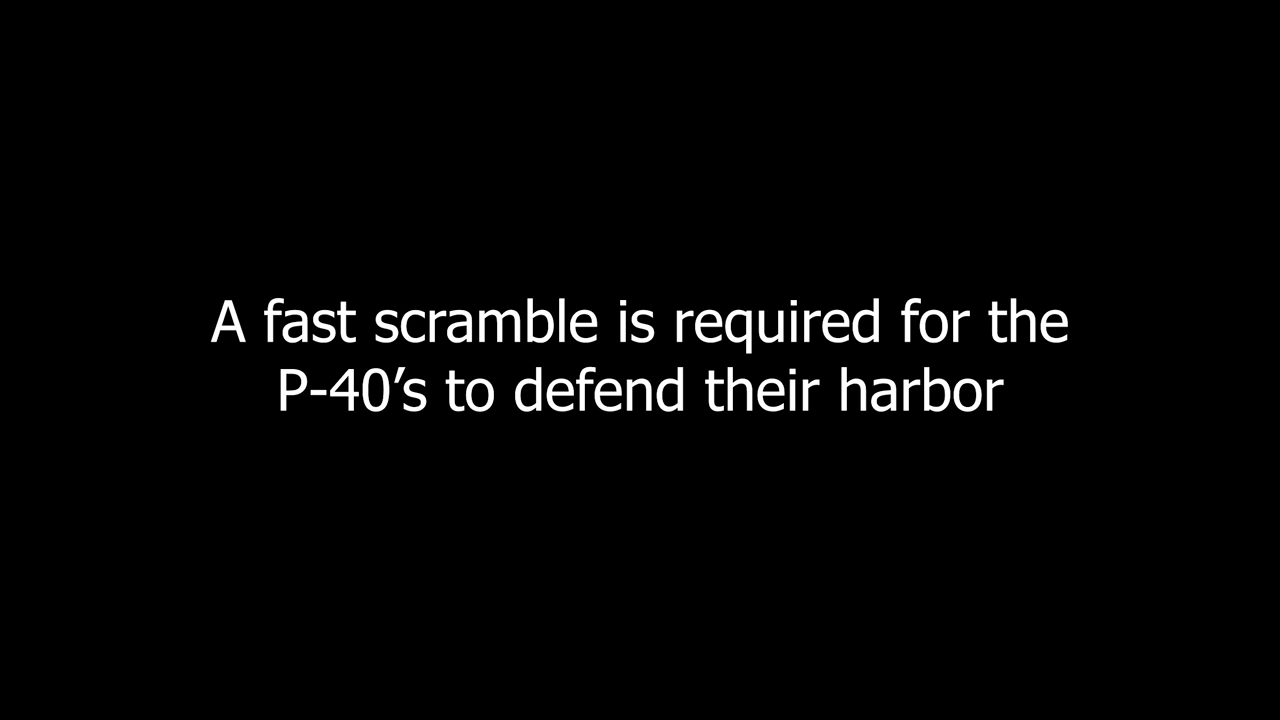 A fast scramble is required for the
P-40’s to defend their harbor